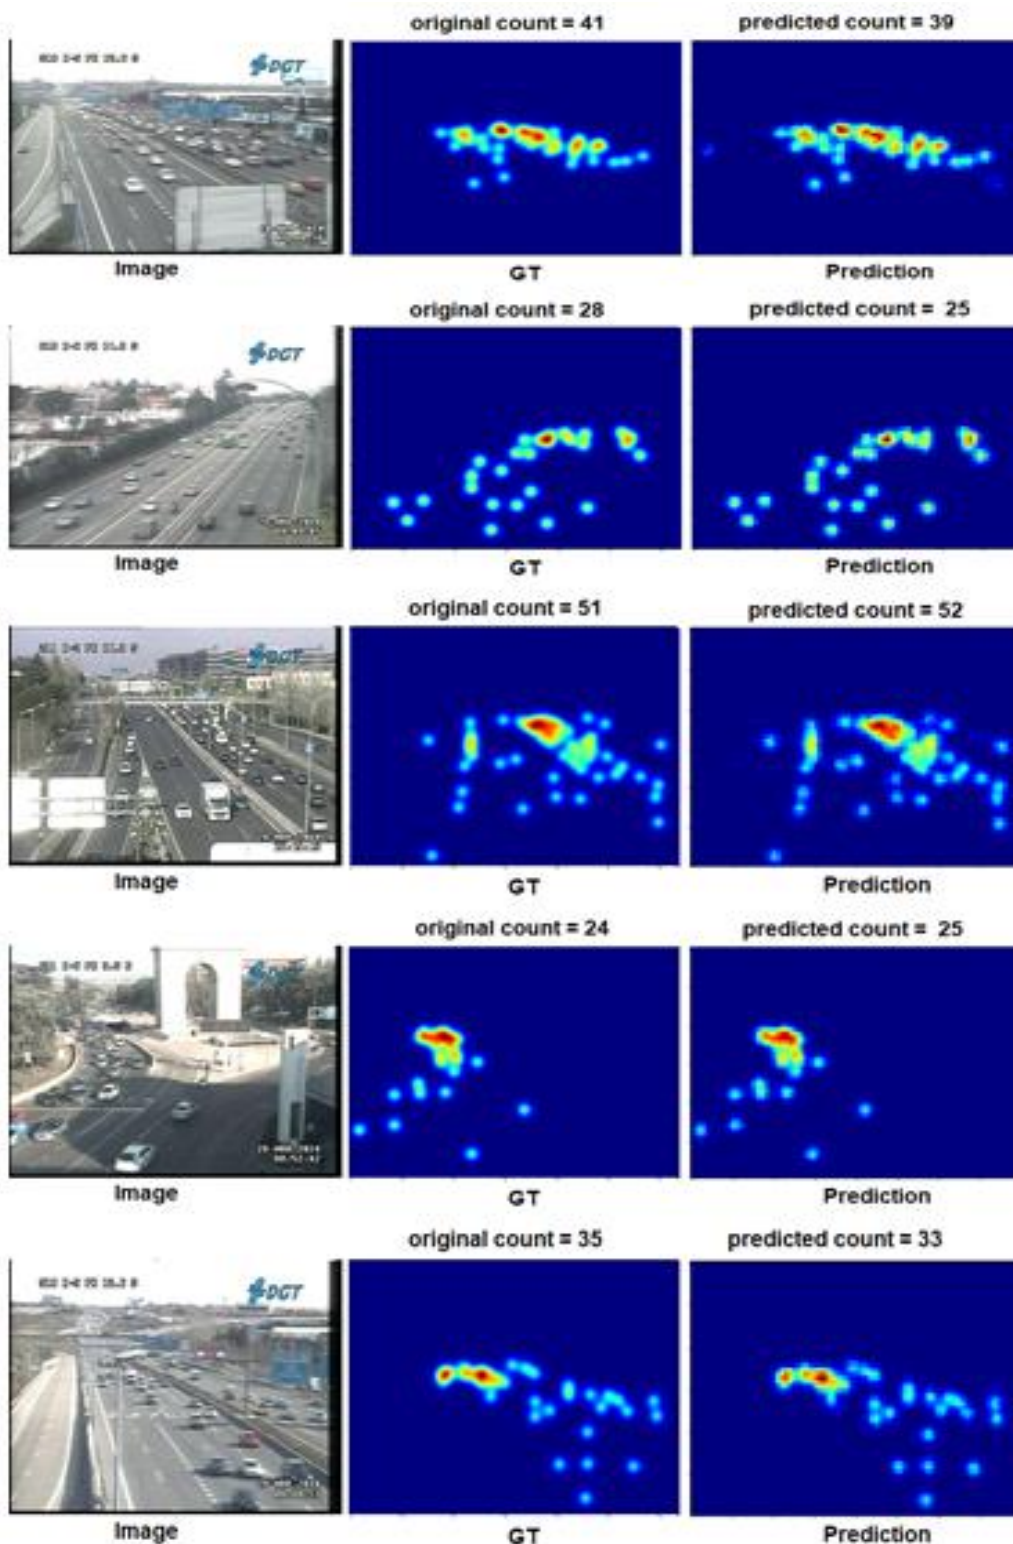 original count = 41
predicted count = 39
DGT
Image
GT
Prediction
original count = 28
predicted count = 25
DGT
Image
GT
Prediction
original count = 51
predicted count = 52
DGT
Image
GT
Prediction
original count = 24
predicted count = 25
DGT
Image
GT
Prediction
original count = 35
predicted count = 33
DGT
Image
GT
Prediction